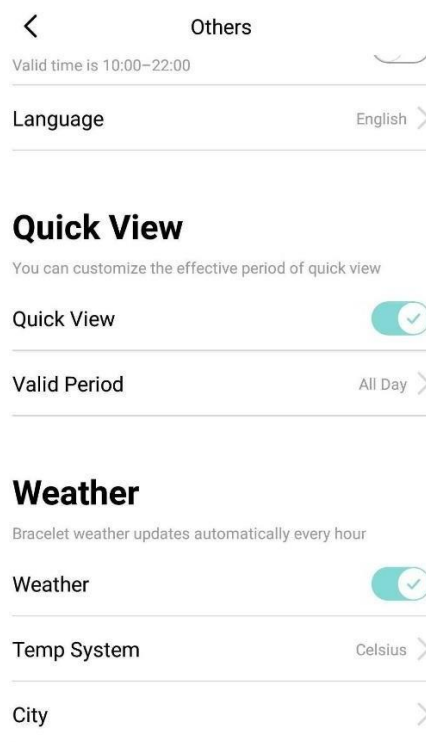 Others
Valid time is 10:00–22:00
Language English
Quick View
You can customize the effective period of quick view
Quick View
Valid Period All Day
Weather
Bracelet weather updates automatically every hour
Weather
Temp System Celsius
City